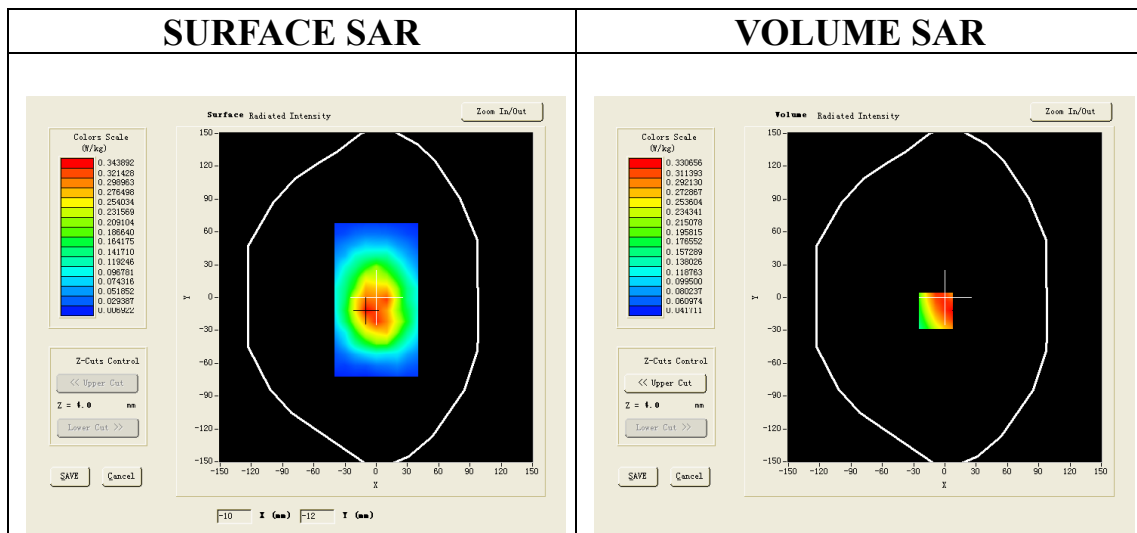 SURFACE SAR
VOLUME SAR
Surface Radiated Intensity
Zoom In/Out
Colors Scale
(W/kg)
0.343892
0.321428
0.298963
0.276498
0.254034
0.231569
0.209104
0.186640
0.164175
0.141710
0.119246
0.096781
0.074316
0.051852
0.029387
0.006922
150
120
90
60
30
0
-30
-60
-90
-120
-150
Y
-150 -120 -90 -60 -30 0 30 60 90 120 150
X
Z-Cuts Control
<< Upper Cut
Z = 4.0 mm
Lower Cut >>
SAVE Cancel
-10 X (mm) -12 Y (mm)
Volume Radiated Intensity
Zoom In/Out
Colors Scale
(W/kg)
0.330656
0.311393
0.292130
0.272867
0.253604
0.234341
0.215078
0.195815
0.176552
0.157289
0.138026
0.118763
0.099500
0.080237
0.060974
0.041711
150
120
90
60
30
0
-30
-60
-90
-120
-150
Y
-150 -120 -90 -60 -30 0 30 60 90 120 150
X
Z-Cuts Control
<< Upper Cut
Z = 4.0 mm
Lower Cut >>
SAVE Cancel